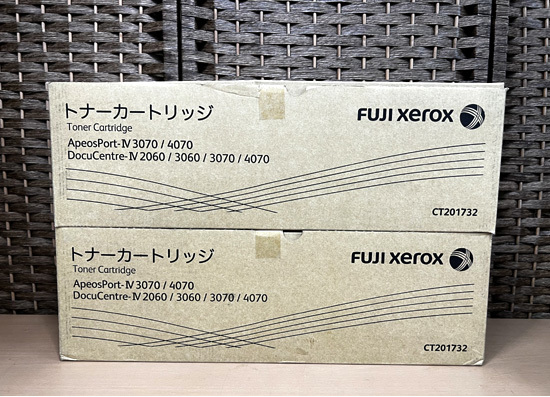 トナーカートリッジ
Toner Cartridge
ApeosPort-Ⅳ 3070 / 4070
DocuCentre-Ⅳ 2060 / 3060 / 3070 / 4070
FUJI xerox
CT201732
トナーカートリッジ
Toner Cartridge
ApeosPort-Ⅳ 3070 / 4070
DocuCentre-Ⅳ 2060 / 3060 / 3070 / 4070
FUJI xerox
CT201732